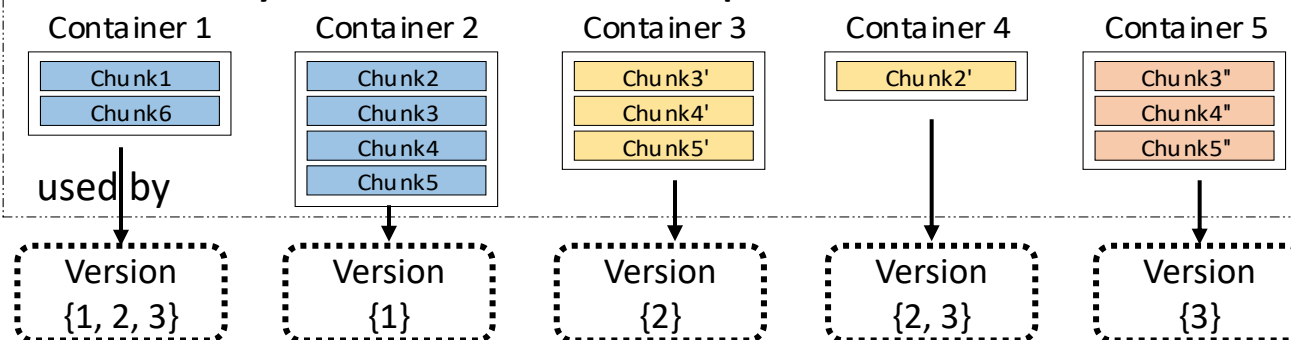 Container 1
Container 2
Container 3
Container 4
Container 5
Chunk1
Chunk6
Chunk2
Chunk3
Chunk4
Chunk5
Chunk3'
Chunk4'
Chunk5'
Chunk2'
Chunk3"
Chunk4"
Chunk5"
used by
Version
{1, 2, 3}
Version
{1}
Version
{2}
Version
{2, 3}
Version
{3}